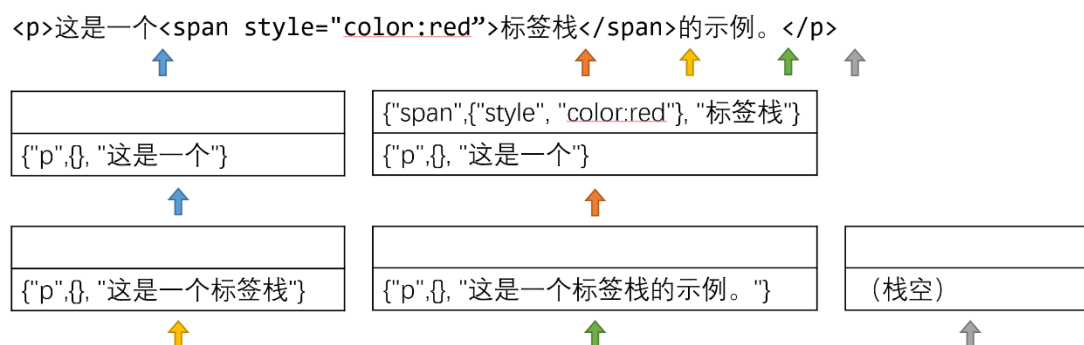 <p>这是一个<span style="color:red”>标签栈</span>的示例。</p>
{"span",{"style", "color:red"}, "标签栈"}
{"p",{}, "这是一个"}
{"p",{}, "这是一个"}
{"p",{}, "这是一个标签栈"}
{"p",{}, "这是一个标签栈的示例。"}
（栈空）